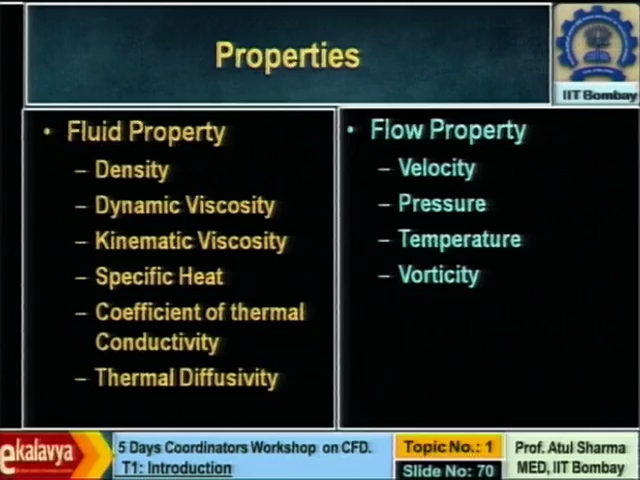 Properties
IIT Bombay
• Fluid Property
– Density
– Dynamic Viscosity
– Kinematic Viscosity
– Specific Heat
– Coefficient of thermal
Conductivity
– Thermal Diffusivity
• Flow Property
– Velocity
– Pressure
– Temperature
– Vorticity
ekalavya
5 Days Coordinators Workshop on CFD.
T1: Introduction
Topic No.: 1
Slide No: 70
Prof. Atul Sharma
MED, IIT Bombay